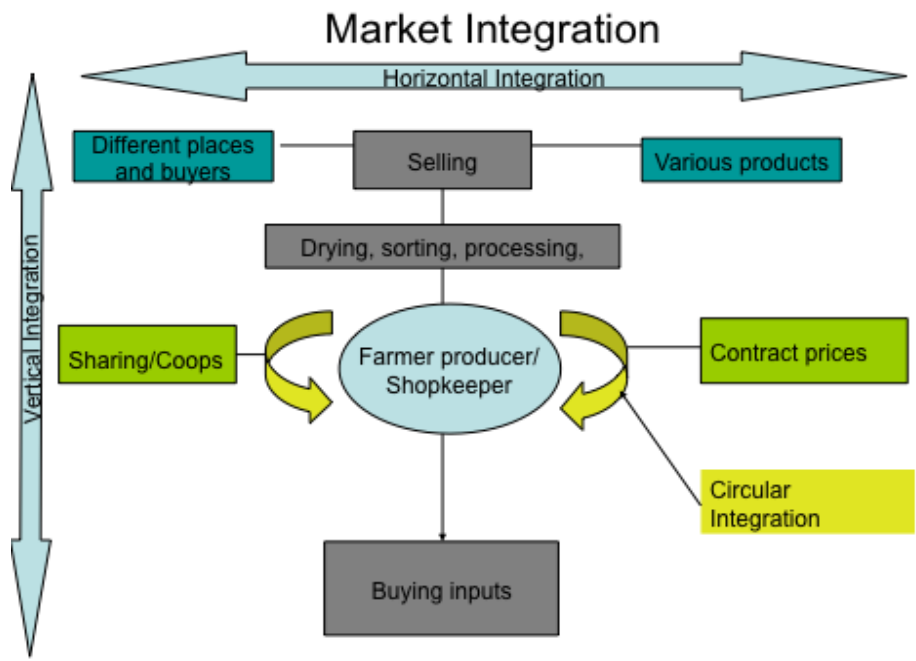 Market Integration
Horizontal Integration
Different places
and buyers
Selling
Various products
Drying, sorting, processing,
Vertical Integration
Sharing/Coops
Farmer producer/
Shopkeeper
Contract prices
Circular
Integration
Buying inputs